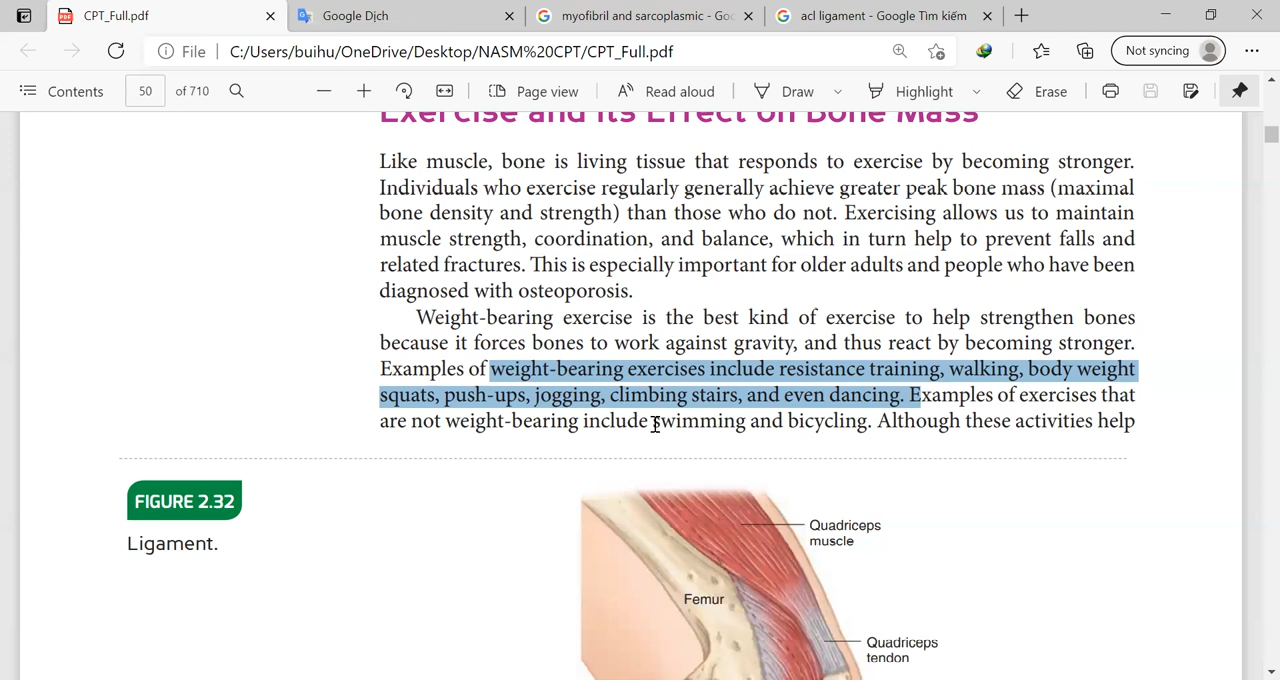 CPT_Full.pdf
Google Dịch
myofibril and sarcoplasmic - Goo
acl ligament - Google Tìm kiếm
File
C:/Users/buihu/OneDrive/Desktop/NASM%20CPT/CPT_Full.pdf
Not syncing
Contents
50
of 710
Page view
Read aloud
Draw
Highlight
Erase
Exercise and Its Effect on Bone Mass
Like muscle, bone is living tissue that responds to exercise by becoming stronger.
Individuals who exercise regularly generally achieve greater peak bone mass (maximal
bone density and strength) than those who do not. Exercising allows us to maintain
muscle strength, coordination, and balance, which in turn help to prevent falls and
related fractures. This is especially important for older adults and people who have been
diagnosed with osteoporosis.
Weight-bearing exercise is the best kind of exercise to help strengthen bones
because it forces bones to work against gravity, and thus react by becoming stronger.
Examples of weight-bearing exercises include resistance training, walking, body weight
squats, push-ups, jogging, climbing stairs, and even dancing. Examples of exercises that
are not weight-bearing include swimming and bicycling. Although these activities help
FIGURE 2.32
Ligament.
Quadriceps
muscle
Femur
Quadriceps
tendon